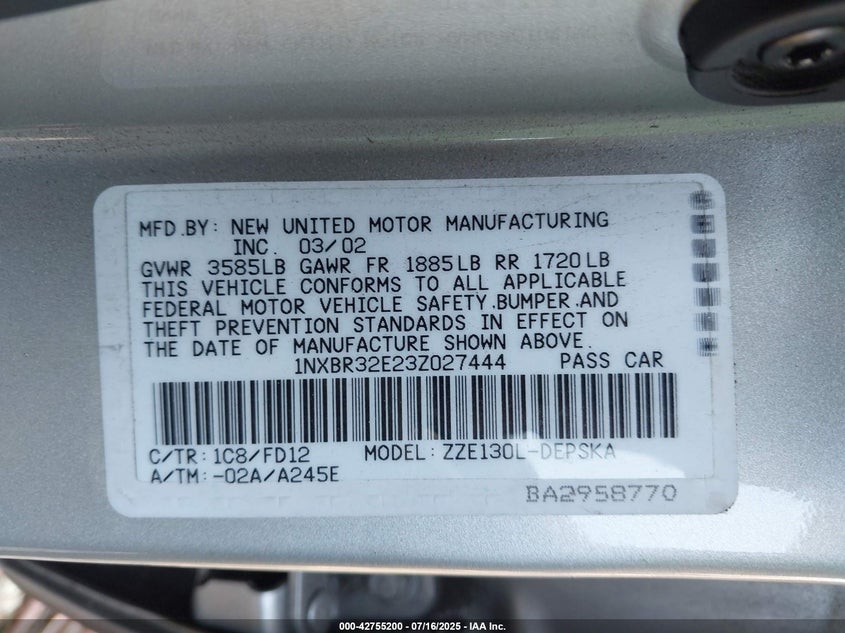 MFD.BY: NEW UNITED MOTOR MANUFACTURING
INC. 03/02
GVWR 3585LB GAWR FR 1885LB RR 1720LB
THIS VEHICLE CONFORMS TO ALL APPLICABLE
FEDERAL MOTOR VEHICLE SAFETY,BUMPER,AND
THEFT PREVENTION STANDARDS IN EFFECT ON
THE DATE OF MANUFACTURE SHOWN ABOVE.
1NXBR32E23Z027444 PASS CAR
C/TR: 1C8/FD12 MODEL: ZZE130L-DEPSKA
A/TM: -02A/A245E
BA2958770
000-42755200 - 07/16/2025 - IAA Inc.